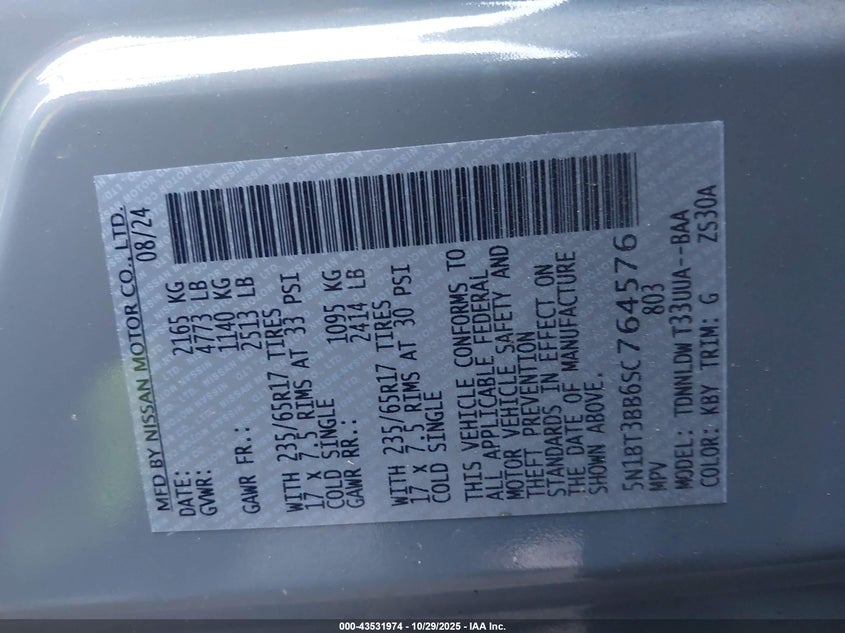 MFD BY NISSAN MOTOR CO., LTD.
DATE: 08/24
GVWR: 2165 KG
4773 LB
GAWR FR.: 1140 KG
2513 LB
WITH 235/65R17 TIRES
17 X 7.5 RIMS AT 33 PSI
COLD SINGLE
GAWR RR.: 1095 KG
2414 LB
WITH 235/65R17 TIRES
17 X 7.5 RIMS AT 30 PSI
COLD SINGLE
THIS VEHICLE CONFORMS TO
ALL APPLICABLE FEDERAL
MOTOR VEHICLE SAFETY AND
THEFT PREVENTION
STANDARDS IN EFFECT ON
THE DATE OF MANUFACTURE
SHOWN ABOVE.
5N1BT3BB6SC764576
MPV 803
MODEL: TDNNLDW T33UUA--BAA
COLOR: KBY TRIM: G ZS30A
000-43531974 - 10/29/2025 - IAA Inc.